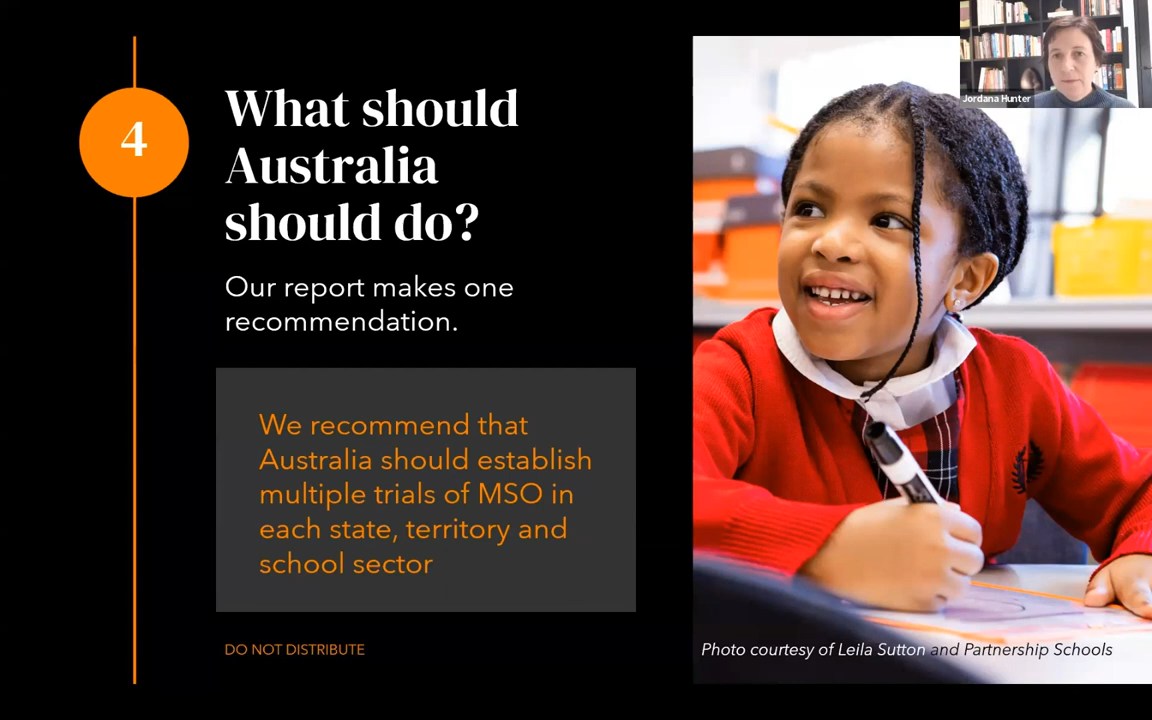 4
What should
Australia
should do?
Our report makes one
recommendation.
We recommend that
Australia should establish
multiple trials of MSO in
each state, territory and
school sector
DO NOT DISTRIBUTE
Jordana Hunter
Photo courtesy of Leila Sutton and Partnership Schools